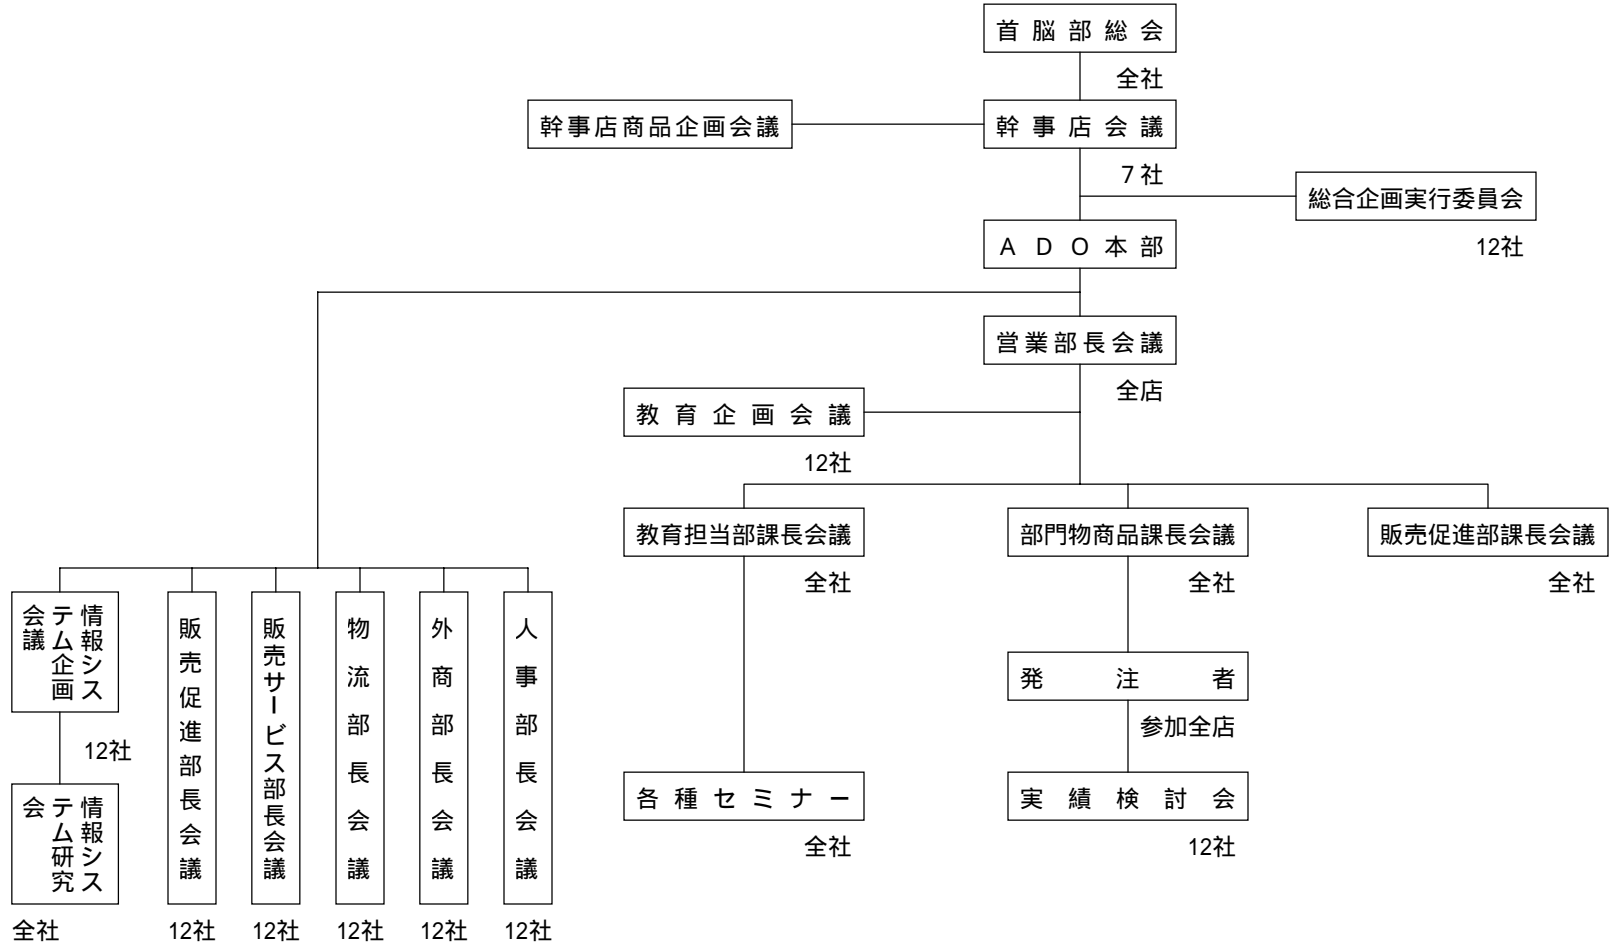 首脳部総会
全社
幹事店商品企画会議
幹事店会議
7社
総合企画実行委員会
12社
ADO本部
営業部長会議
全店
教育企画会議
12社
教育担当部課長会議
全社
部門物商品課長会議
全社
販売促進部課長会議
全社
発注者
参加全店
各種セミナー
全社
実績検討会
12社
情報シス
テム企画
会議
12社
情報シス
テム研究
会
全社
販売促進部長会議
12社
販売サービス部長会議
12社
物流部長会議
12社
外商部長会議
12社
人事部長会議
12社